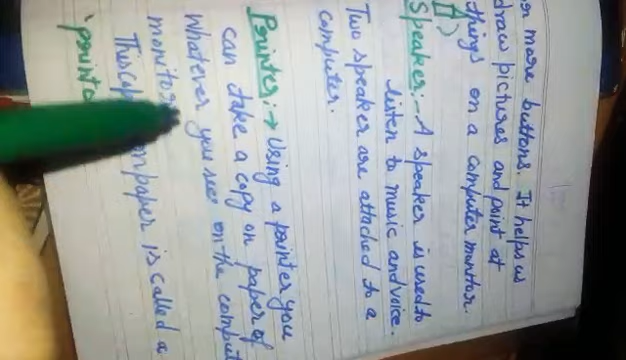 on more buttons. It helps us
draw pictures and point at
things on a computer monitor.
Speaker:- A speaker is used to
listen to music and voice.
Two speaker are attached to a
computer.
Printer:→ Using a printer you
can take a copy on paper of
whatever you see on the comput
monitor
This on paper is called a